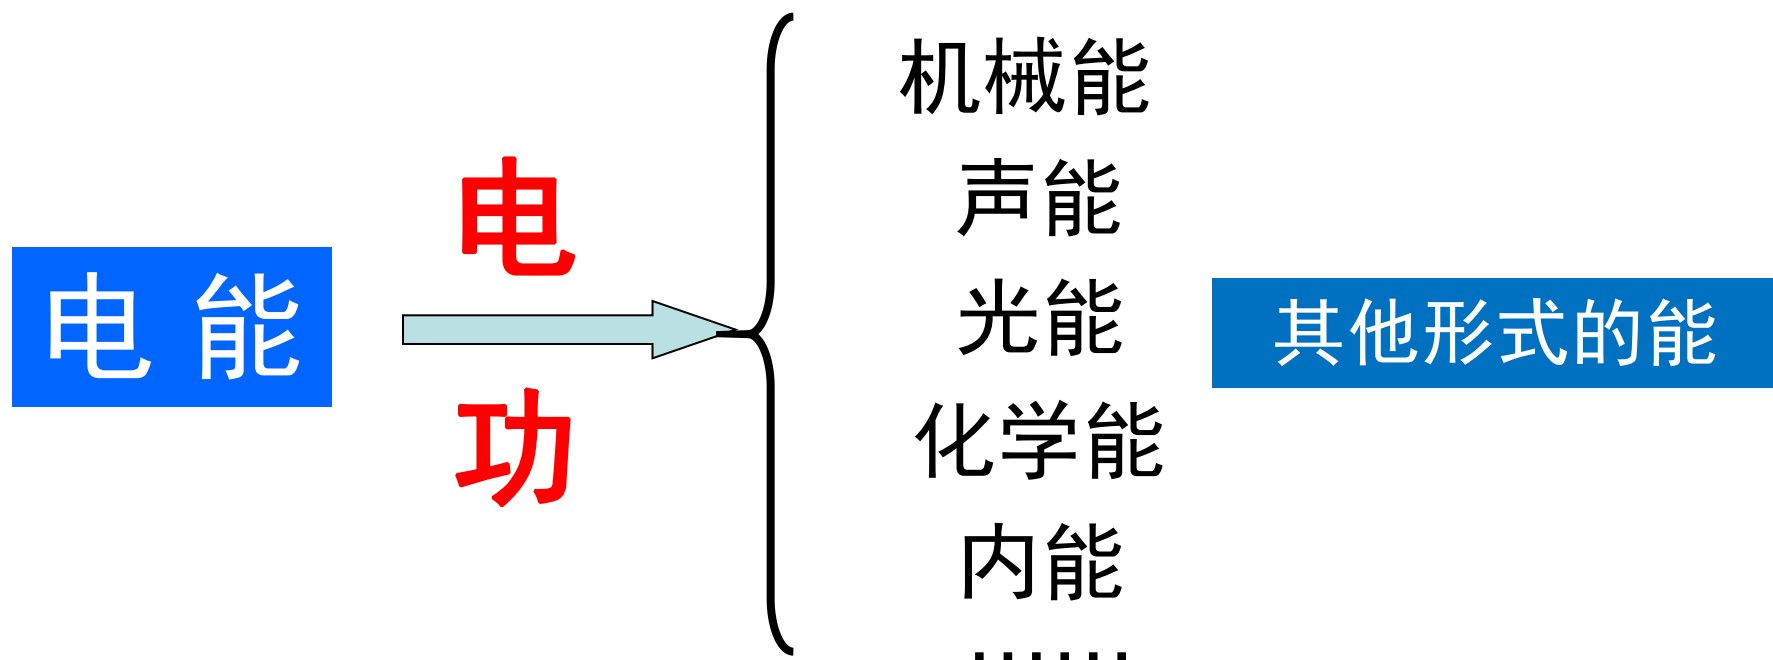 电 能
电
功
机械能
声能
光能
化学能
内能
……
其他形式的能